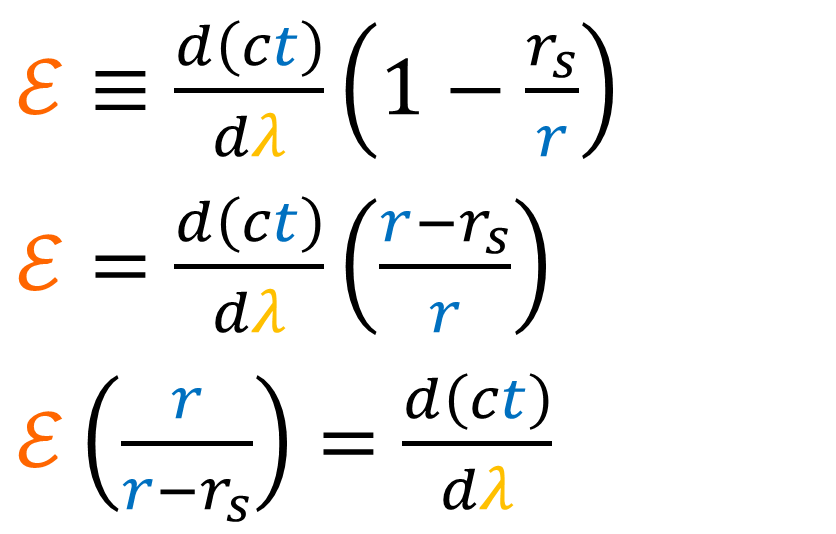 ℰ ≡ d(ct)/dλ (1 − r_s/r)
ℰ = d(ct)/dλ ((r−r_s)/r)
ℰ (r/(r−r_s)) = d(ct)/dλ